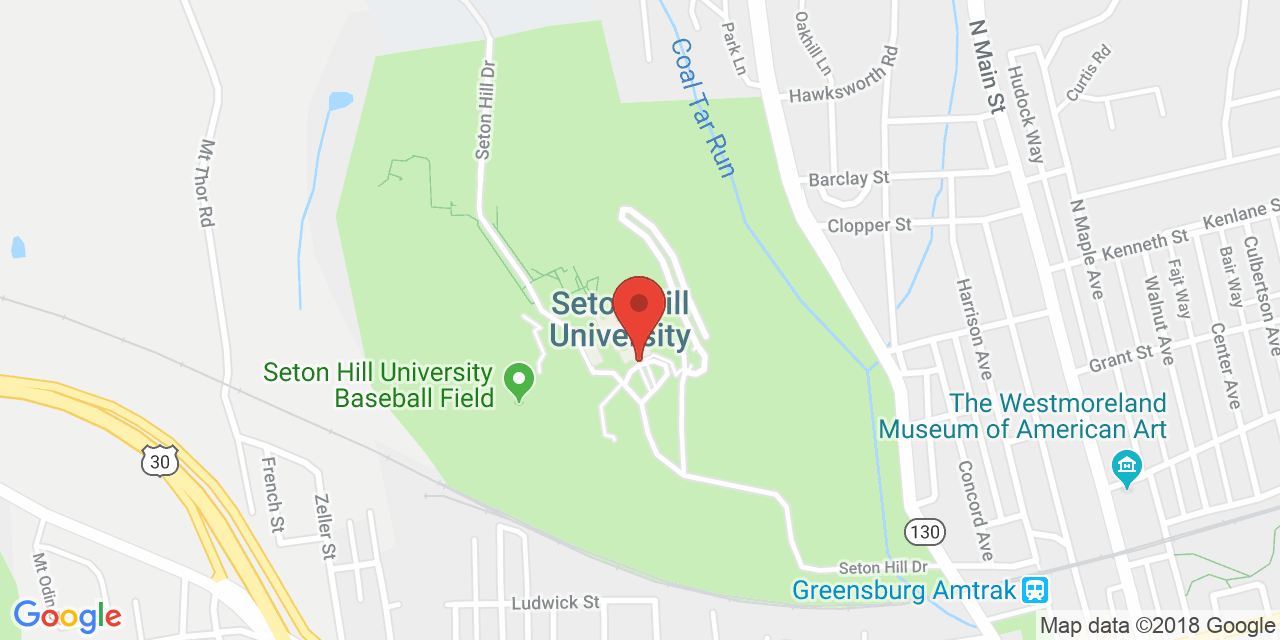 Park Ln
Oakhill Ln
Hawksworth Rd
N Main St
Hudock Way
Curtis Rd
Coal Tar Run
Seton Hill Dr
Mt Thor Rd
Barclay St
Clopper St
N Maple Ave
Kenneth St
Kenlane S
Culbertson Ave
Bair Way
Fajt Way
Walnut Ave
Harrison Ave
Center Ave
Grant St
Seton Hill
University
Seton Hill University
Baseball Field
The Westmoreland
Museum of American Art
30
French St
Zeller St
Concord Ave
130
Seton Hill Dr
Greensburg Amtrak
Mt Odin
Ludwick St
Google
Map data ©2018 Google